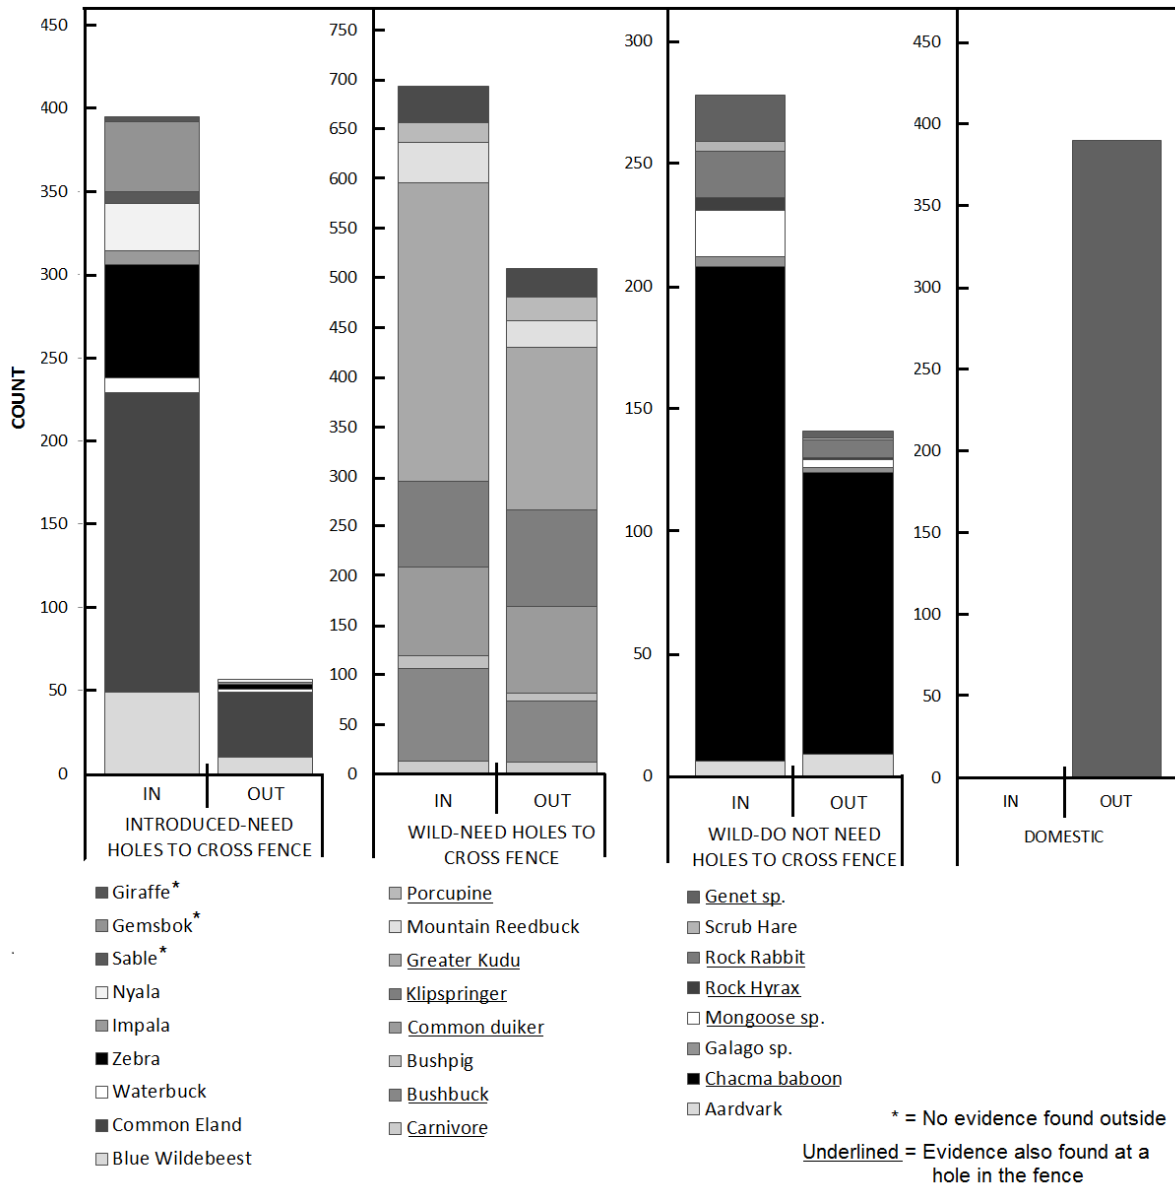 COUNT
450
400
350
300
250
200
150
100
50
0
IN OUT
INTRODUCED-NEED
HOLES TO CROSS FENCE
Giraffe*
Gemsbok*
Sable*
Nyala
Impala
Zebra
Waterbuck
Common Eland
Blue Wildebeest
750
700
650
600
550
500
450
400
350
300
250
200
150
100
50
0
IN OUT
WILD-NEED HOLES TO
CROSS FENCE
Porcupine
Mountain Reedbuck
Greater Kudu
Klipspringer
Common duiker
Bushpig
Bushbuck
Carnivore
300
250
200
150
100
50
0
IN OUT
WILD-DO NOT NEED
HOLES TO CROSS FENCE
Genet sp.
Scrub Hare
Rock Rabbit
Rock Hyrax
Mongoose sp.
Galago sp.
Chacma baboon
Aardvark
450
400
350
300
250
200
150
100
50
0
IN OUT
DOMESTIC
* = No evidence found outside
Underlined = Evidence also found at a
hole in the fence